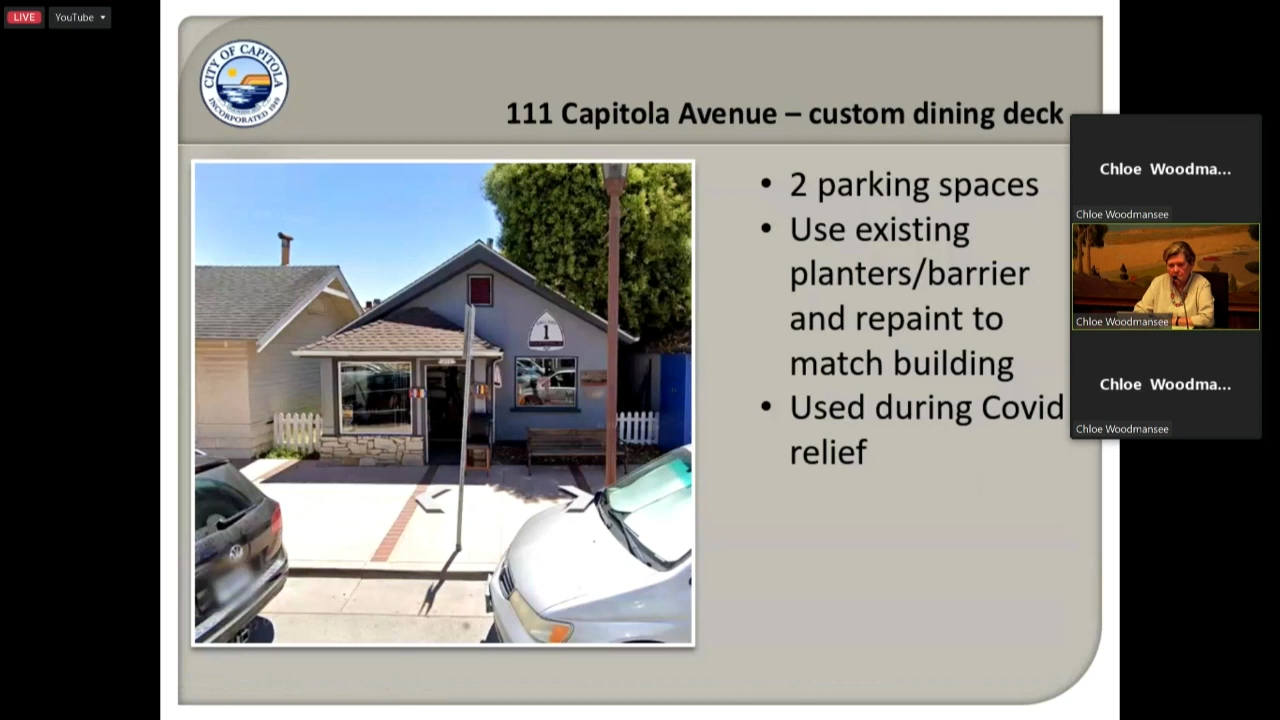 LIVE
YouTube
CITY OF CAPITOLA
INCORPORATED 1949
111 Capitola Avenue – custom dining deck
• 2 parking spaces
• Use existing
planters/barrier
and repaint to
match building
• Used during Covid
relief
1
Chloe Woodma...
Chloe Woodmansee
Chloe Woodmansee
Chloe Woodma...
Chloe Woodmansee